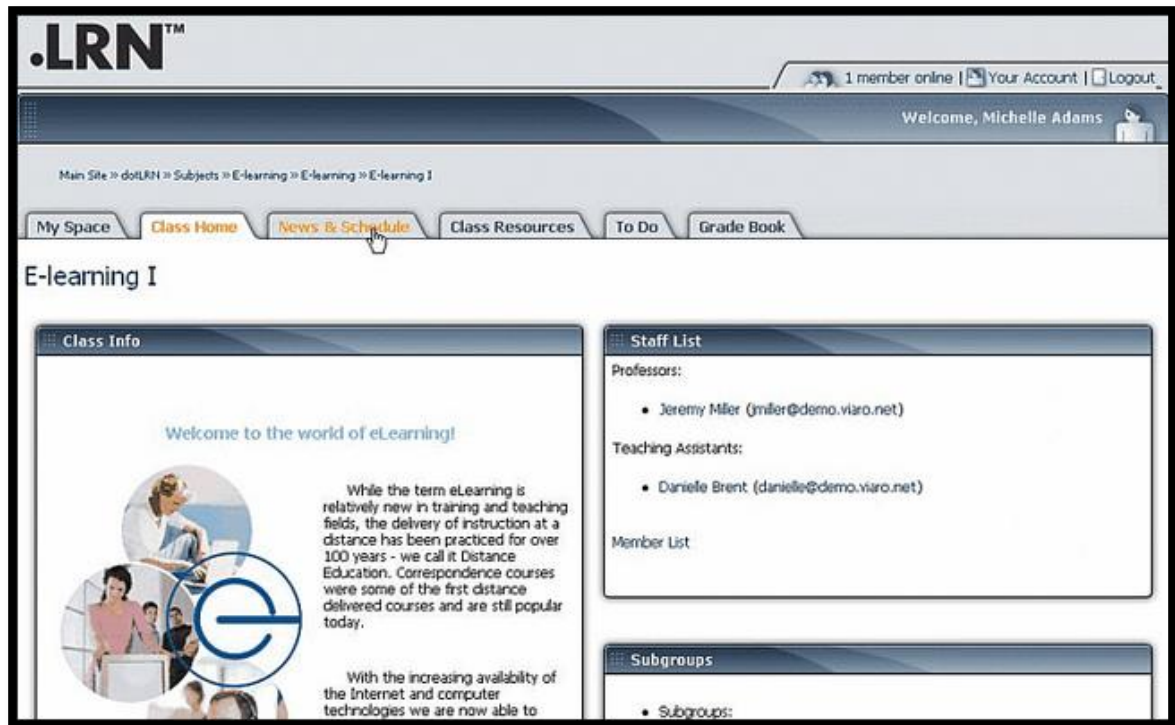 .LRN™
1 member online | Your Account | Logout
Welcome, Michelle Adams
Main Site » dotLRN » Subjects » E-learning » E-learning » E-learning I
My Space Class Home News & Schedule Class Resources To Do Grade Book
E-learning I
Class Info
Welcome to the world of eLearning!
While the term eLearning is
relatively new in training and teaching
fields, the delivery of instruction at a
distance has been practiced for over
100 years - we call it Distance
Education. Correspondence courses
were some of the first distance
delivered courses and are still popular
today.
With the increasing availability of
the Internet and computer
technologies we are now able to
Staff List
Professors:
• Jeremy Miller (jmiller@demo.viaro.net)
Teaching Assistants:
• Danielle Brent (danielle@demo.viaro.net)
Member List
Subgroups
• Subgroups: